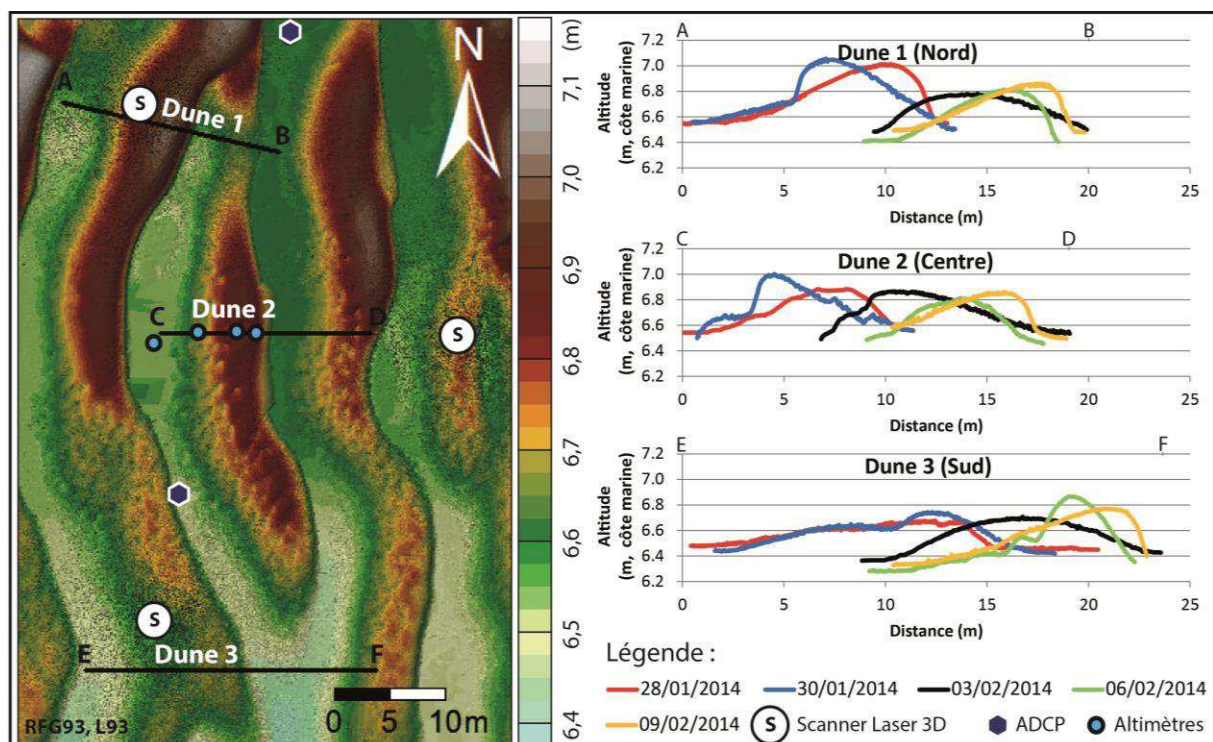 N
A
S
Dune 1
B
C
Dune 2
D
S
S
Dune 3
E
F
0 5 10m
RFG93, L93
(m)
7,1
7,0
6,9
6,8
6,7
6,6
6,5
6,4
A B
Dune 1 (Nord)
Altitude
(m, côte marine)
7.2
7.0
6.8
6.6
6.4
6.2
0 5 10 15 20 25
Distance (m)
C D
Dune 2 (Centre)
Altitude
(m, côte marine)
7.2
7.0
6.8
6.6
6.4
6.2
0 5 10 15 20 25
Distance (m)
E F
Dune 3 (Sud)
Altitude
(m, côte marine)
7.2
7.0
6.8
6.6
6.4
6.2
0 5 10 15 20 25
Distance (m)
Légende :
28/01/2014 30/01/2014 03/02/2014 06/02/2014
09/02/2014 S Scanner Laser 3D ADCP Altimètres